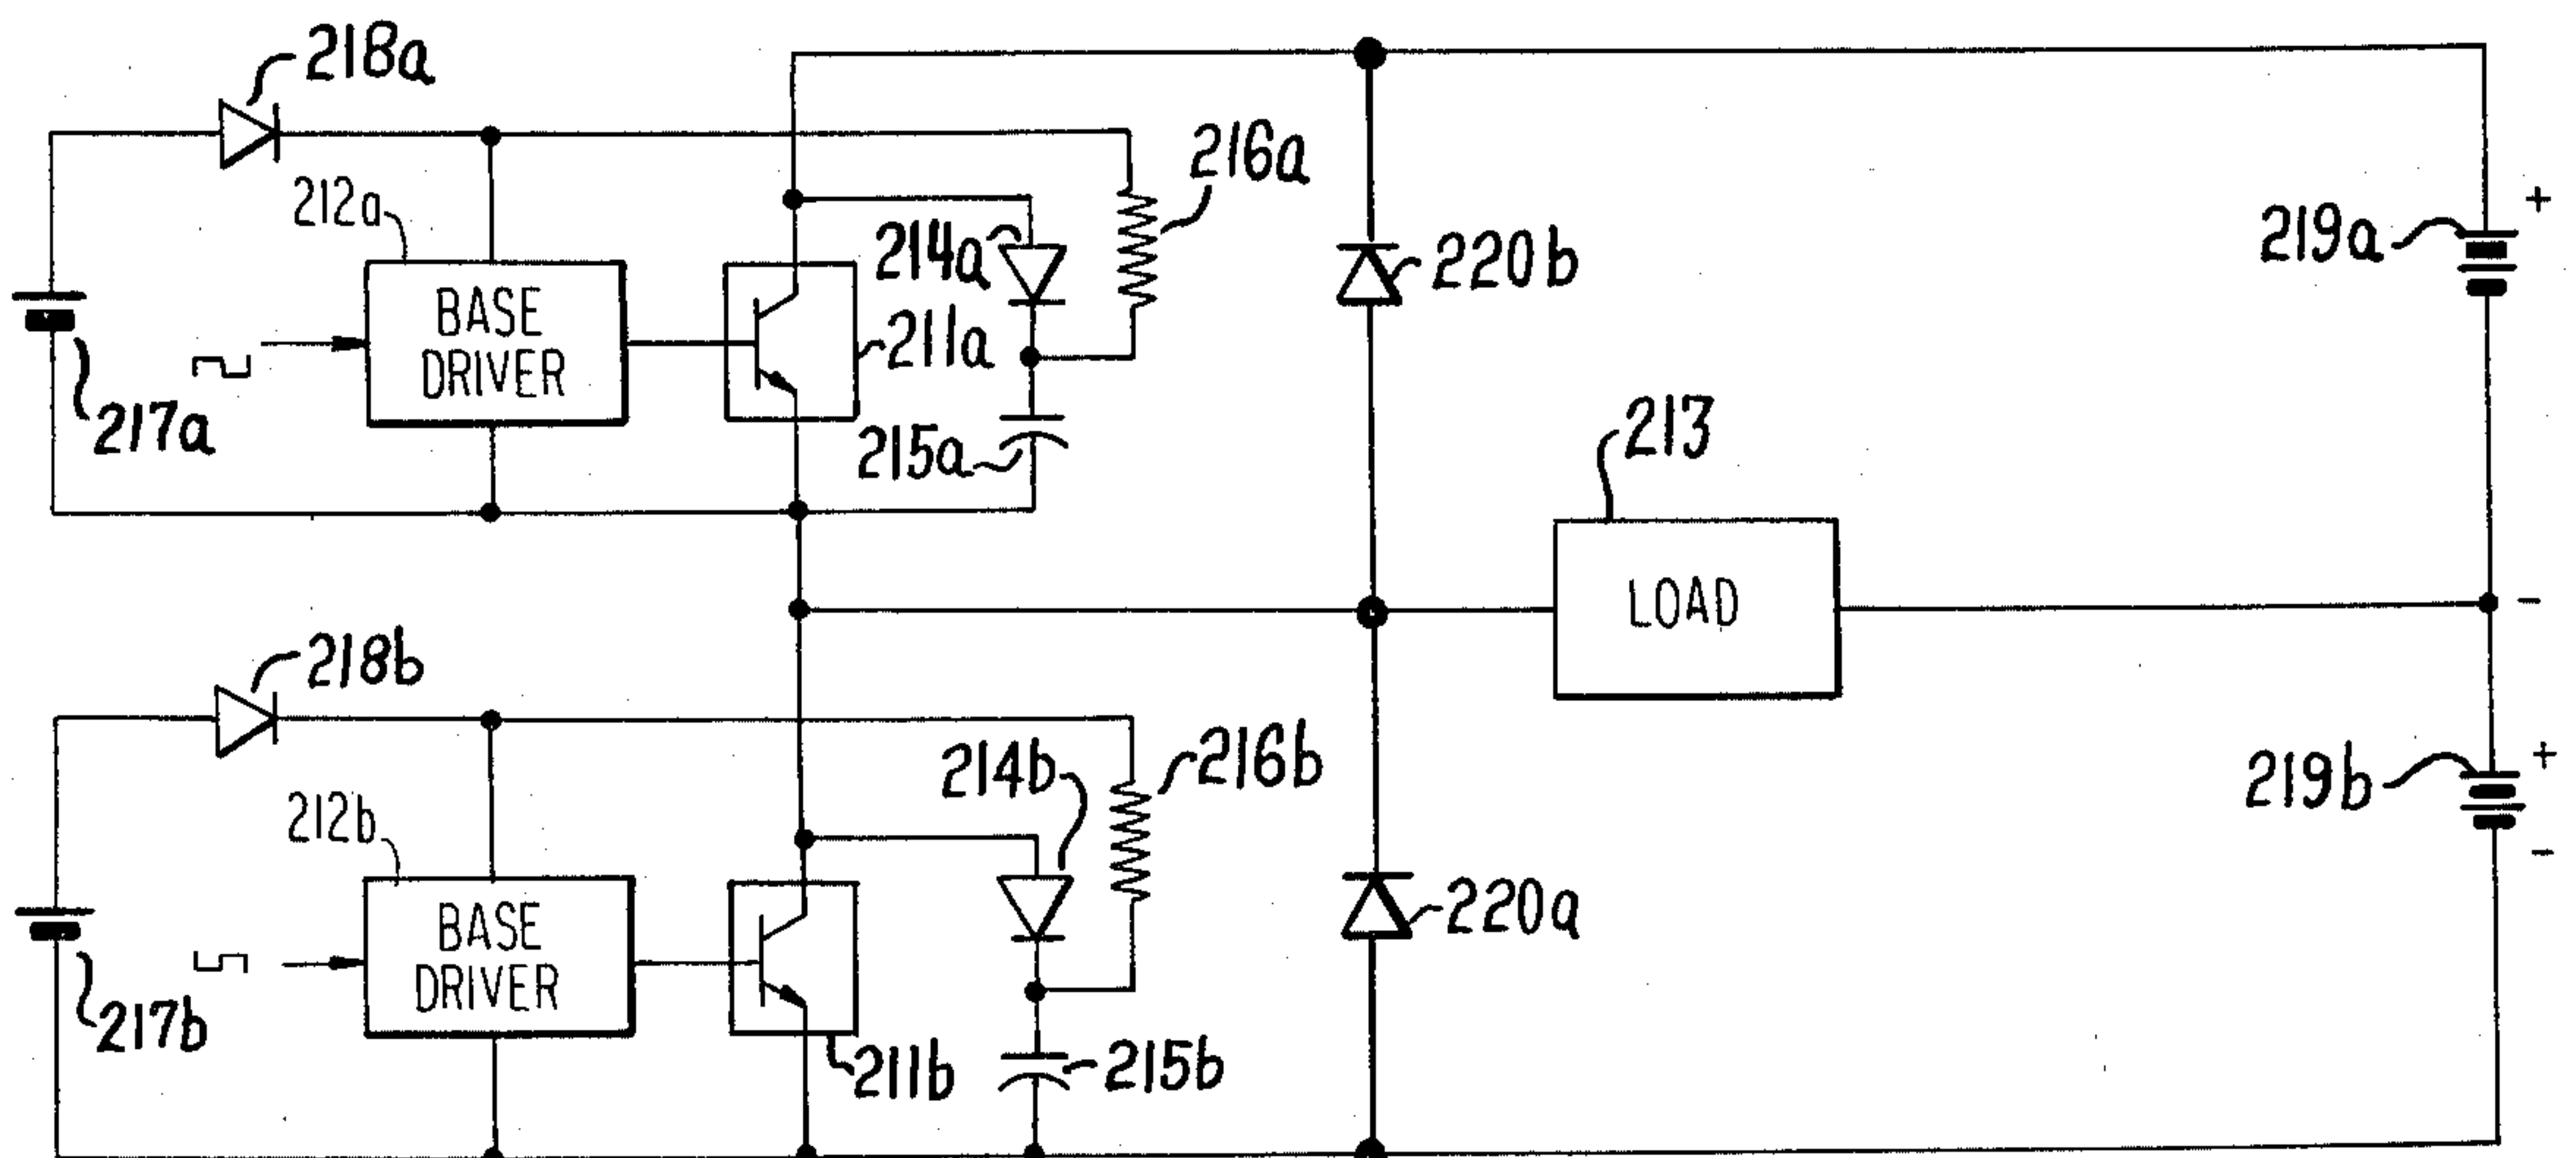 218a
212a
216a
214a
220b
219a
+
BASE
DRIVER
211a
217a
215a
213
LOAD
-
218b
214b
216b
212b
219b
+
-
BASE
DRIVER
220a
217b
211b
215b